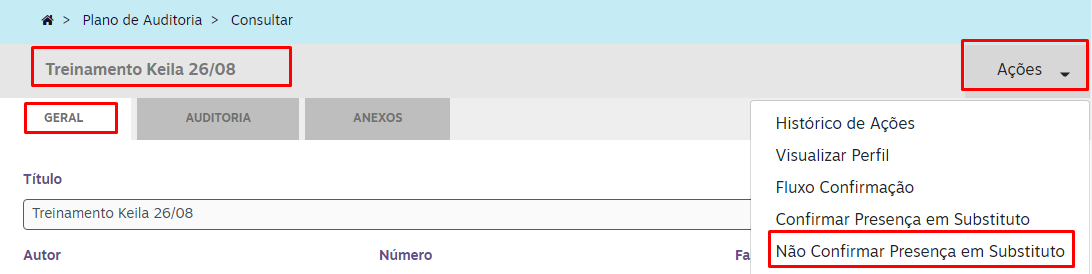 > Plano de Auditoria > Consultar
Treinamento Keila 26/08
Ações
GERAL
AUDITORIA
ANEXOS
Histórico de Ações
Visualizar Perfil
Fluxo Confirmação
Confirmar Presença em Substituto
Não Confirmar Presença em Substituto
Título
Treinamento Keila 26/08
Autor
Número
Fa